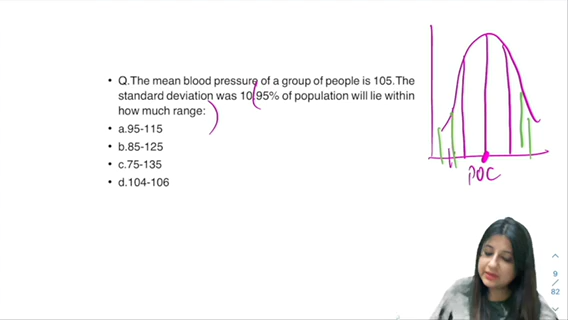 • Q.The mean blood pressure of a group of people is 105.The
standard deviation was 10.95% of population will lie within
how much range:
• a.95-115
• b.85-125
• c.75-135
• d.104-106
POC
9
/
82